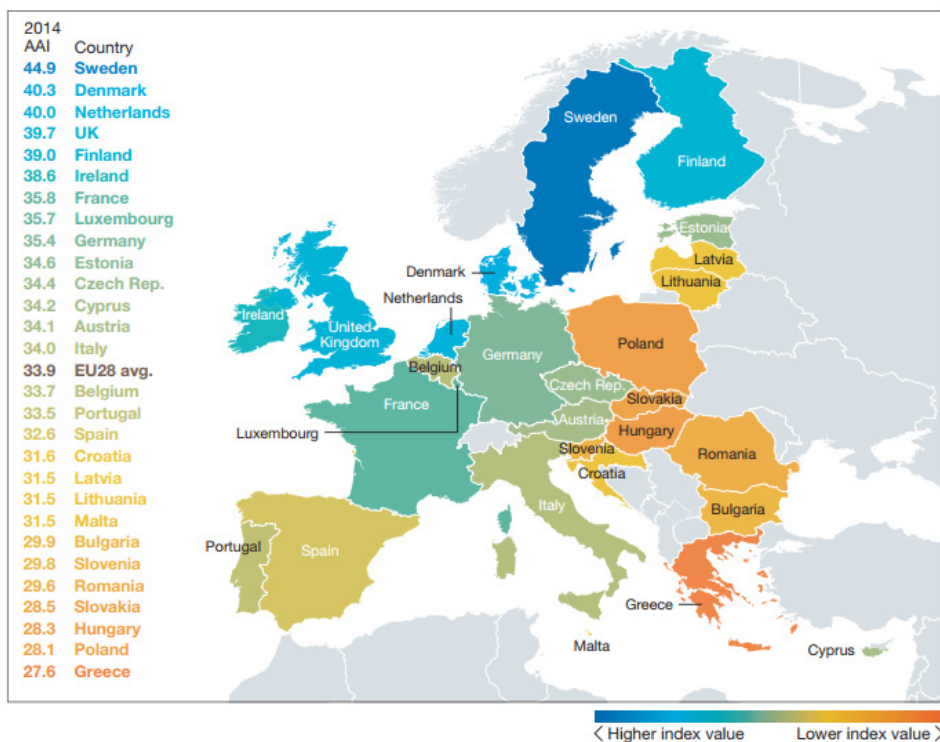 2014
AAI Country
44.9 Sweden
40.3 Denmark
40.0 Netherlands
39.7 UK
39.0 Finland
38.6 Ireland
35.8 France
35.7 Luxembourg
35.4 Germany
34.6 Estonia
34.4 Czech Rep.
34.2 Cyprus
34.1 Austria
34.0 Italy
33.9 EU28 avg.
33.7 Belgium
33.5 Portugal
32.6 Spain
31.6 Croatia
31.5 Latvia
31.5 Lithuania
31.5 Malta
29.9 Bulgaria
29.8 Slovenia
29.6 Romania
28.5 Slovakia
28.3 Hungary
28.1 Poland
27.6 Greece
Sweden
Finland
Estonia
Latvia
Lithuania
Denmark
Netherlands
Ireland
United
Kingdom
Belgium
Germany
Poland
Czech Rep.
Slovakia
France
Luxembourg
Austria
Hungary
Slovenia
Croatia
Romania
Bulgaria
Italy
Portugal
Spain
Greece
Malta
Cyprus
Higher index value
Lower index value